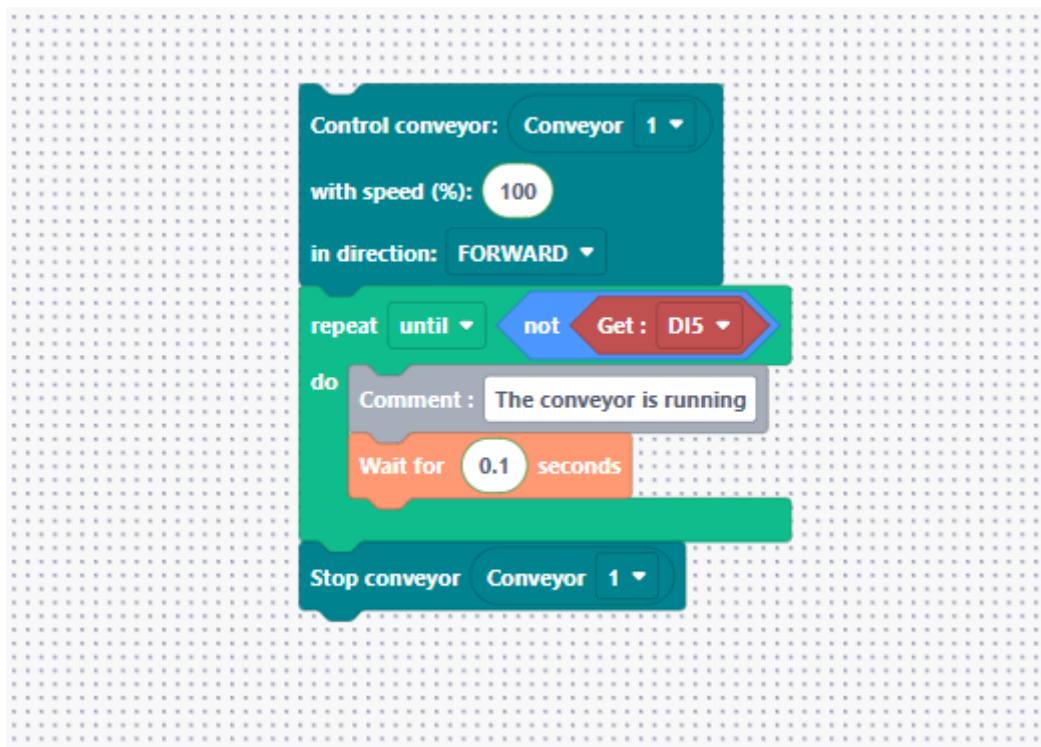 Control conveyor: Conveyor 1
with speed (%): 100
in direction: FORWARD
repeat until not Get : DI5
do
Comment : The conveyor is running
Wait for 0.1 seconds
Stop conveyor Conveyor 1